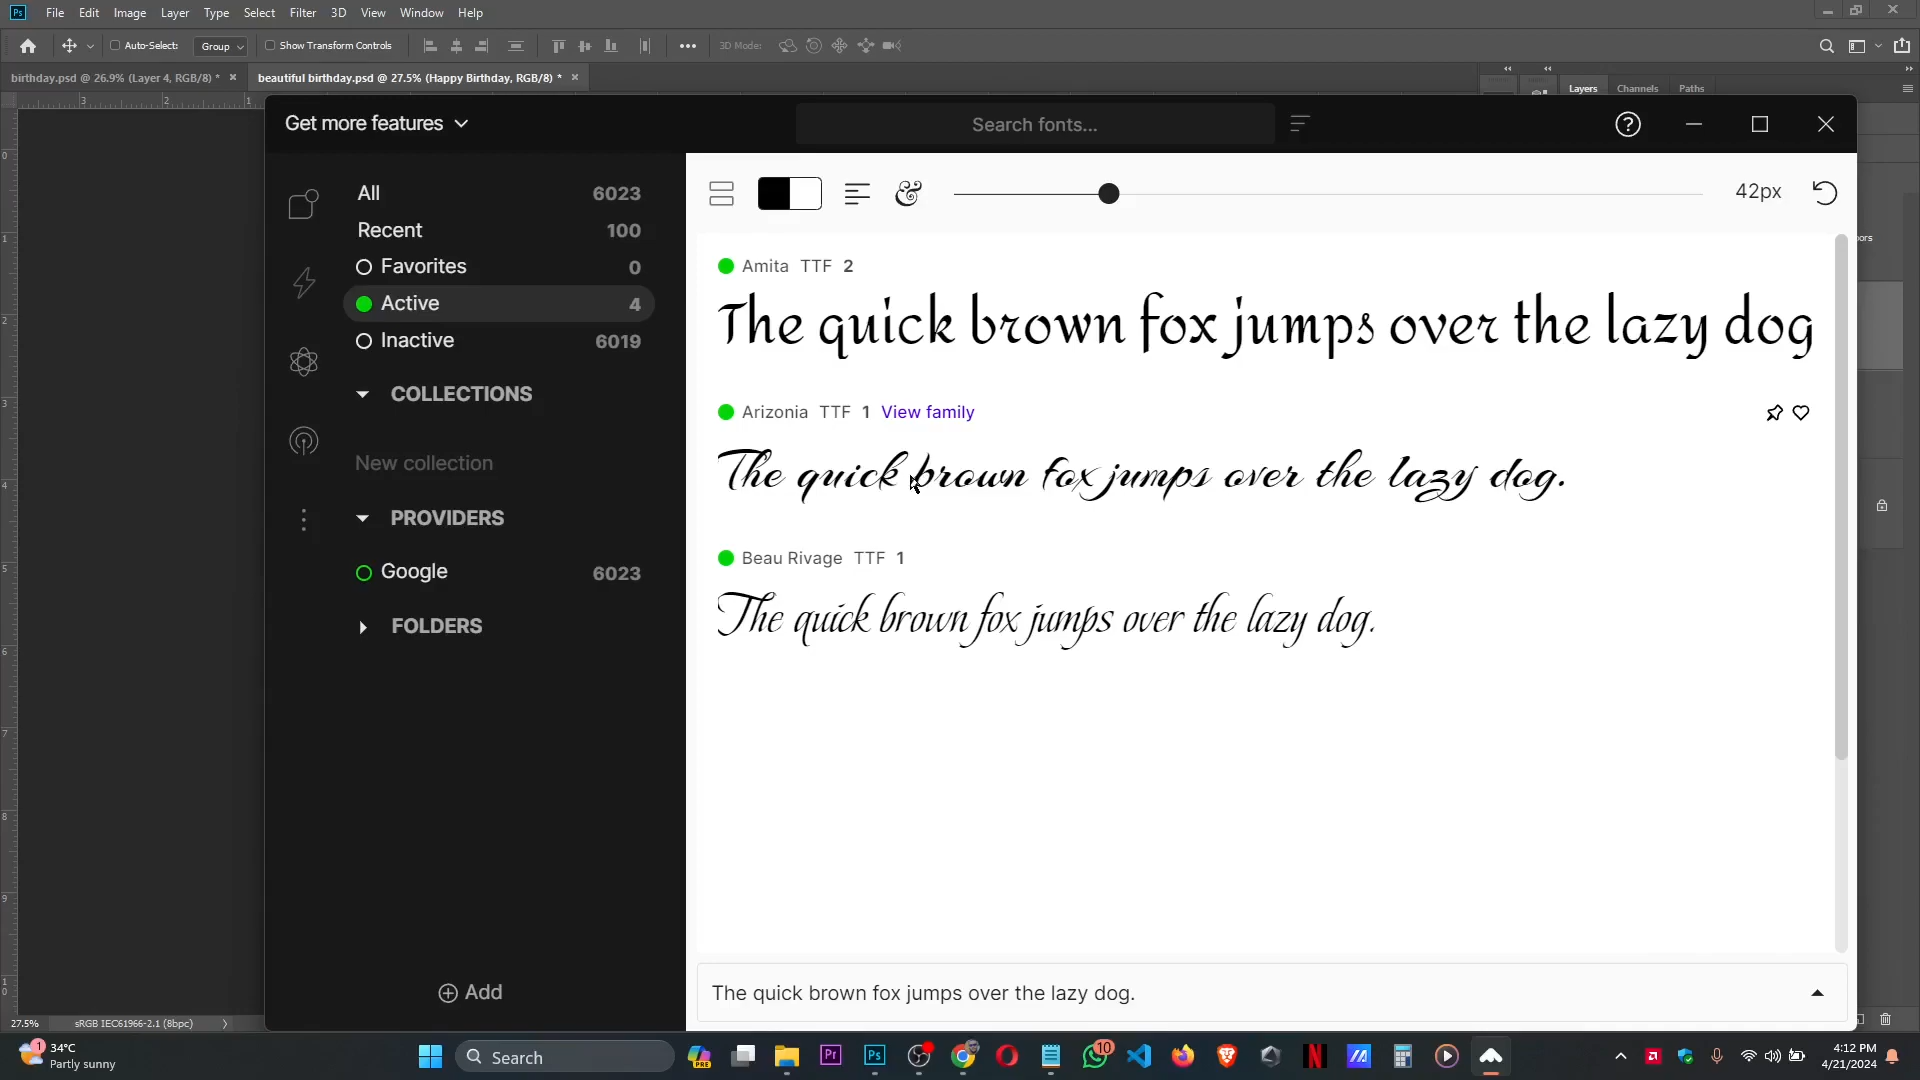 Ps File Edit Image Layer Type Select Filter 3D View Window Help
Auto-Select: Group Show Transform Controls 3D Mode:
birthday.psd @ 26.9% (Layer 4, RGB/8) * beautiful birthday.psd @ 27.5% (Happy Birthday, RGB/8) *
Layers Channels Paths
Get more features
Search fonts...
All 6023
Recent 100
Favorites 0
Active 4
Inactive 6019
COLLECTIONS
New collection
PROVIDERS
Google 6023
FOLDERS
Add
42px
Amita TTF 2
The quick brown fox jumps over the lazy dog
Arizonia TTF 1 View family
The quick brown fox jumps over the lazy dog.
Beau Rivage TTF 1
The quick brown fox jumps over the lazy dog.
The quick brown fox jumps over the lazy dog.
27.5% sRGB IEC61966-2.1 (8bpc)
34°C
Partly sunny
Search
4:12 PM
4/21/2024